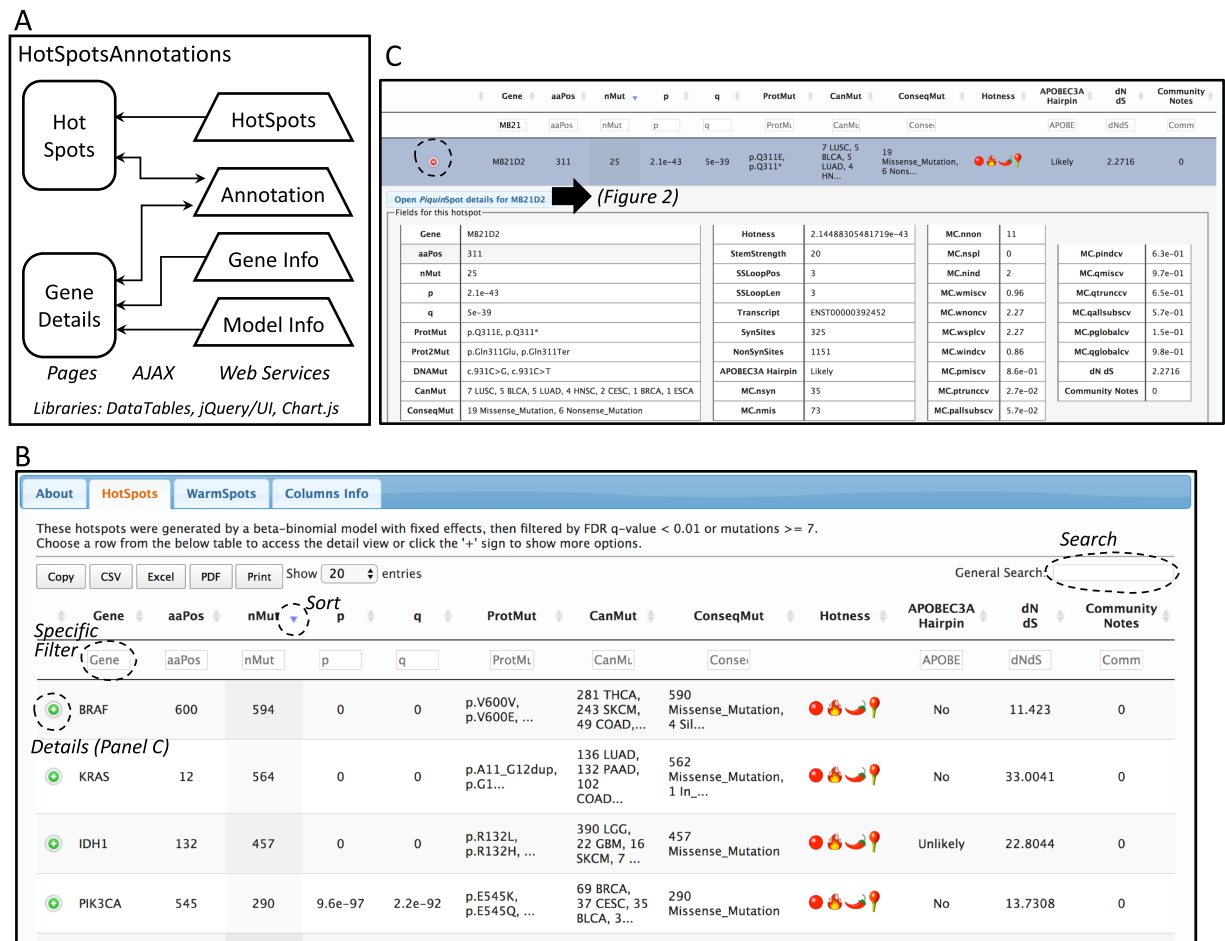 A
HotSpotsAnnotations
Hot
Spots
HotSpots
Annotation
Gene
Details
Gene Info
Model Info
Pages AJAX Web Services
Libraries: DataTables, jQuery/UI, Chart.js
C
Gene aaPos nMut p q ProtMut CanMut ConseqMut Hotness APOBEC3A Hairpin dN dS Community Notes
MB21 aaPos nMut p q ProtMu CanMu Conse APOBE dNdS Comm
MB21D2 311 25 2.1e-43 5e-39 p.Q311E, p.Q311* 7 LUSC, 5 BLCA, 5 LUAD, 4 HN... 19 Missense_Mutation, 6 Nons... Likely 2.2716 0
Open PiquinSpot details for MB21D2 (Figure 2)
Fields for this hotspot
Gene MB21D2
aaPos 311
nMut 25
p 2.1e-43
q 5e-39
ProtMut p.Q311E, p.Q311*
Prot2Mut p.Gln311Glu, p.Gln311Ter
DNAMut c.931C>G, c.931C>T
CanMut 7 LUSC, 5 BLCA, 5 LUAD, 4 HNSC, 2 CESC, 1 BRCA, 1 ESCA
ConseqMut 19 Missense_Mutation, 6 Nonsense_Mutation
Hotness 2.14488305481719e-43
StemStrength 20
SSLoopPos 3
SSLoopLen 3
Transcript ENST00000392452
SynSites 325
NonSynSites 1151
APOBEC3A Hairpin Likely
MC.nsyn 35
MC.nmis 73
MC.nnon 11
MC.nspl 0
MC.nind 2
MC.wmiscv 0.96
MC.wnoncv 2.27
MC.wsplcv 2.27
MC.windcv 0.86
MC.pmiscv 8.6e-01
MC.ptrunccv 2.7e-02
MC.pallsubscv 5.7e-02
MC.pindcv 6.3e-01
MC.qmiscv 9.7e-01
MC.qtrunccv 6.5e-01
MC.qallsubscv 5.7e-01
MC.pglobalcv 1.5e-01
MC.qglobalcv 9.8e-01
dN dS 2.2716
Community Notes 0
B
About HotSpots WarmSpots Columns Info
These hotspots were generated by a beta-binomial model with fixed effects, then filtered by FDR q-value < 0.01 or mutations >= 7.
Choose a row from the below table to access the detail view or click the '+' sign to show more options.
Search
Copy CSV Excel PDF Print Show 20 entries General Search:
Sort
Gene aaPos nMut p q ProtMut CanMut ConseqMut Hotness APOBEC3A Hairpin dN dS Community Notes
Specific
Filter
Gene aaPos nMut p q ProtMu CanMu Conse APOBE dNdS Comm
BRAF 600 594 0 0 p.V600V, p.V600E, ... 281 THCA, 243 SKCM, 49 COAD,... 590 Missense_Mutation, 4 Sil... No 11.423 0
Details (Panel C)
KRAS 12 564 0 0 p.A11_G12dup, p.G1... 136 LUAD, 132 PAAD, 102 COAD... 562 Missense_Mutation, 1 In_... No 33.0041 0
IDH1 132 457 0 0 p.R132L, p.R132H, ... 390 LGG, 22 GBM, 16 SKCM, 7 ... 457 Missense_Mutation Unlikely 22.8044 0
PIK3CA 545 290 9.6e-97 2.2e-92 p.E545K, p.E545Q, ... 69 BRCA, 37 CESC, 35 BLCA, 3... 290 Missense_Mutation No 13.7308 0